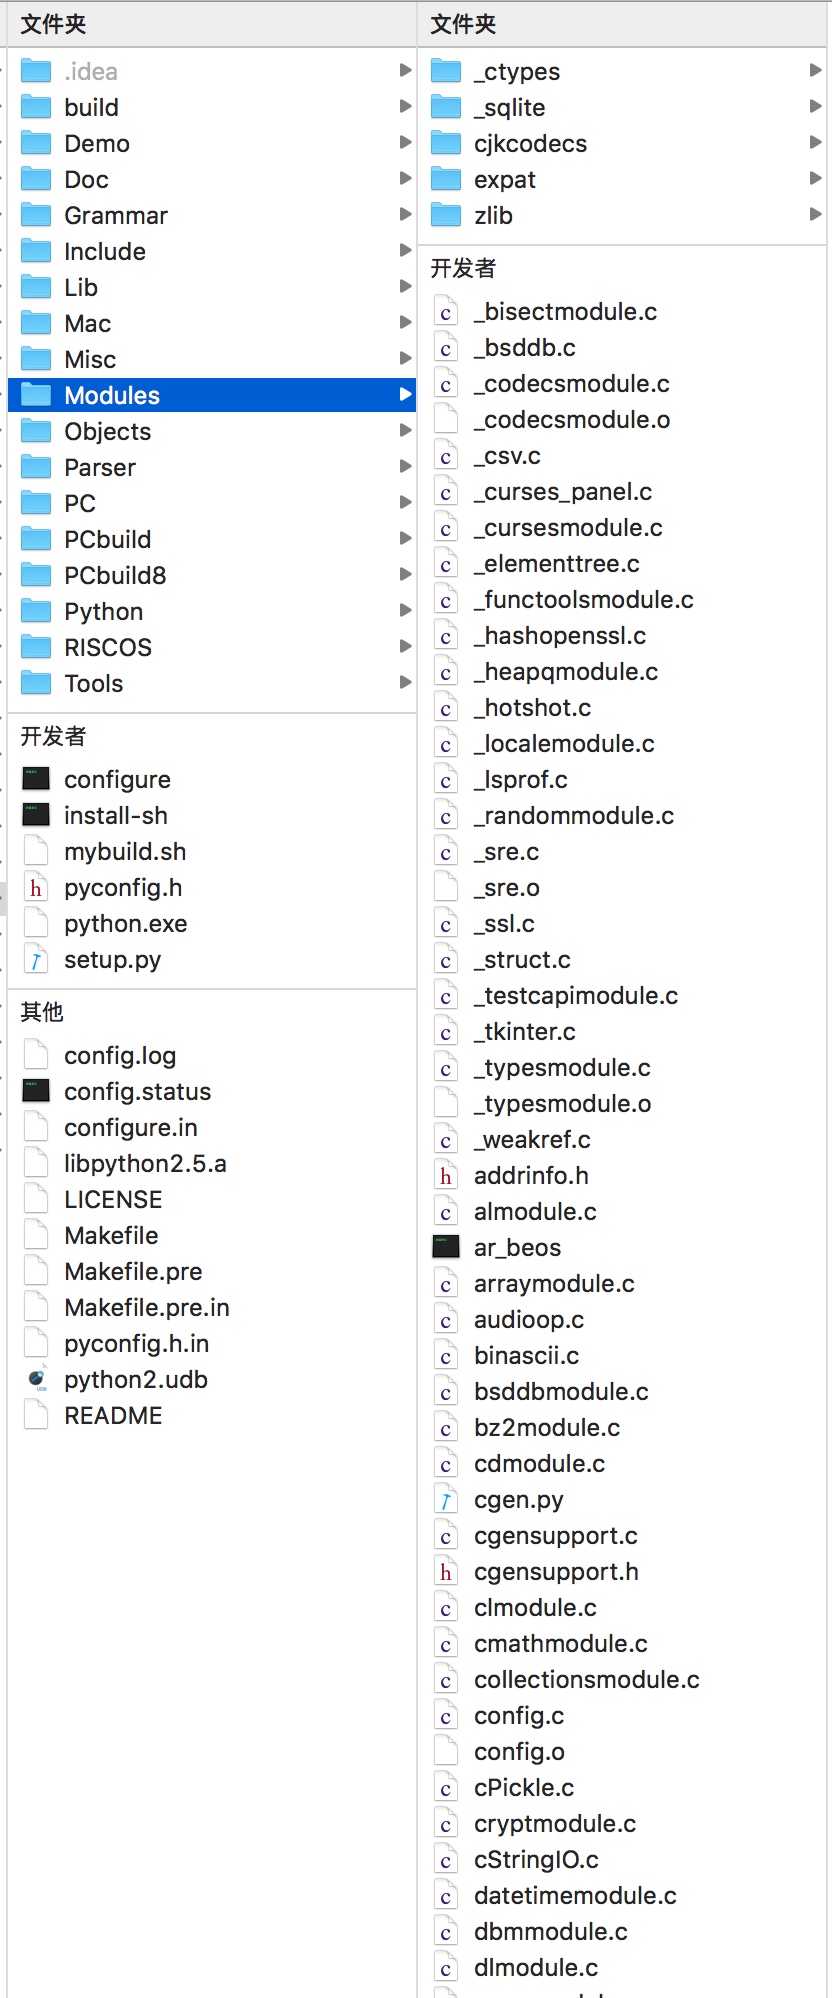 文件夹
.idea
build
Demo
Doc
Grammar
Include
Lib
Mac
Misc
Modules
Objects
Parser
PC
PCbuild
PCbuild8
Python
RISCOS
Tools
开发者
configure
install-sh
mybuild.sh
h pyconfig.h
python.exe
setup.py
其他
config.log
config.status
configure.in
libpython2.5.a
LICENSE
Makefile
Makefile.pre
Makefile.pre.in
pyconfig.h.in
UDB python2.udb
README
文件夹
_ctypes
_sqlite
cjkcodecs
expat
zlib
开发者
c _bisectmodule.c
c _bsddb.c
c _codecsmodule.c
_codecsmodule.o
c _csv.c
c _curses_panel.c
c _cursesmodule.c
c _elementtree.c
c _functoolsmodule.c
c _hashopenssl.c
c _heapqmodule.c
c _hotshot.c
c _localemodule.c
c _lsprof.c
c _randommodule.c
c _sre.c
_sre.o
c _ssl.c
c _struct.c
c _testcapimodule.c
c _tkinter.c
c _typesmodule.c
_typesmodule.o
c _weakref.c
h addrinfo.h
c almodule.c
ar_beos
c arraymodule.c
c audioop.c
c binascii.c
c bsddbmodule.c
c bz2module.c
c cdmodule.c
cgen.py
c cgensupport.c
h cgensupport.h
c clmodule.c
c cmathmodule.c
c collectionsmodule.c
c config.c
config.o
c cPickle.c
c cryptmodule.c
c cStringIO.c
c datetimemodule.c
c dbmmodule.c
c dlmodule.c